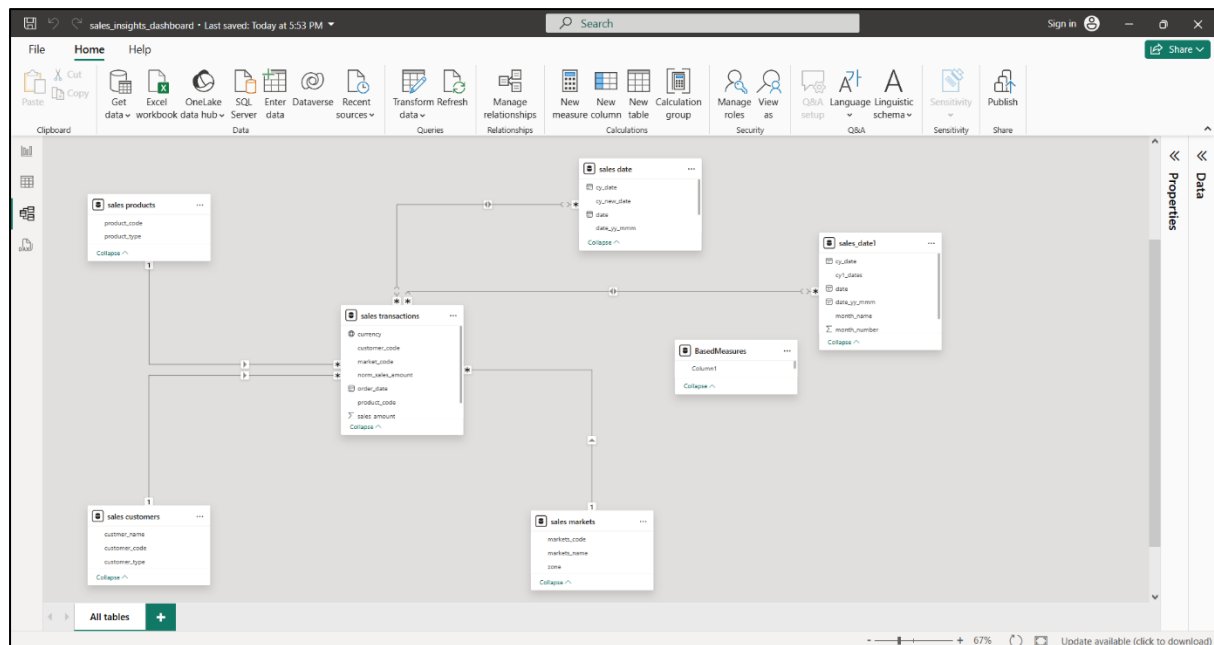 sales_insights_dashboard • Last saved: Today at 5:53 PM
Search
Sign in
File Home Help
Share
Paste
Cut
Copy
Get data
Excel workbook
OneLake data hub
SQL Server
Enter data
Dataverse
Recent sources
Transform data
Refresh
Manage relationships
New measure
New column
New table
Calculation group
Manage roles
View as
Q&A setup
Language
Linguistic schema
Sensitivity
Publish
Clipboard
Data
Queries
Relationships
Calculations
Security
Q&A
Sensitivity
Share
Properties
Data
sales date
cy_date
cy_new_date
date
date_yy_mmm
Collapse
sales products
product_code
product_type
Collapse
1
sales_date1
cy_date
cy1_dates
date
date_yy_mmm
month_name
month_number
Collapse
sales transactions
currency
customer_code
market_code
norm_sales_amount
order_date
product_code
sales_amount
Collapse
BasedMeasures
Column1
Collapse
1
sales customers
custmer_name
customer_code
customer_type
Collapse
1
sales markets
markets_code
markets_name
zone
Collapse
All tables
67%
Update available (click to download)